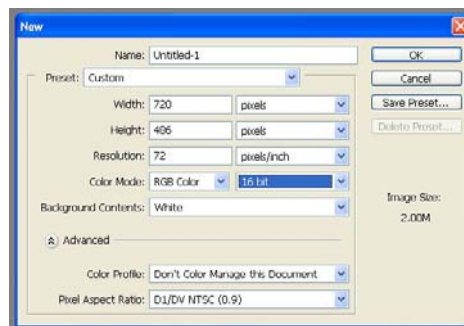 New
Name: Untitled-1
OK
Preset: Custom
Cancel
Width: 720 pixels
Save Preset...
Height: 486 pixels
Delete Preset...
Resolution: 72 pixels/inch
Color Mode: RGB Color 16 bit
Image Size:
Background Contents: White
2.00M
Advanced
Color Profile: Don't Color Manage this Document
Pixel Aspect Ratio: D1/DV NTSC (0.9)